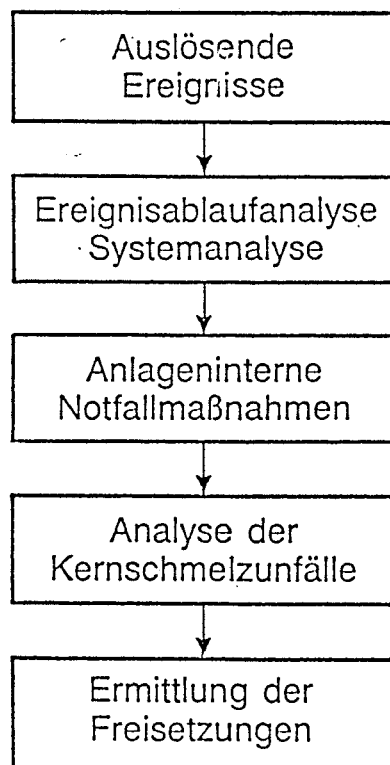 Auslösende
Ereignisse
Ereignisablaufanalyse
Systemanalyse
Anlageninterne
Notfallmaßnahmen
Analyse der
Kernschmelzunfälle
Ermittlung der
Freisetzungen